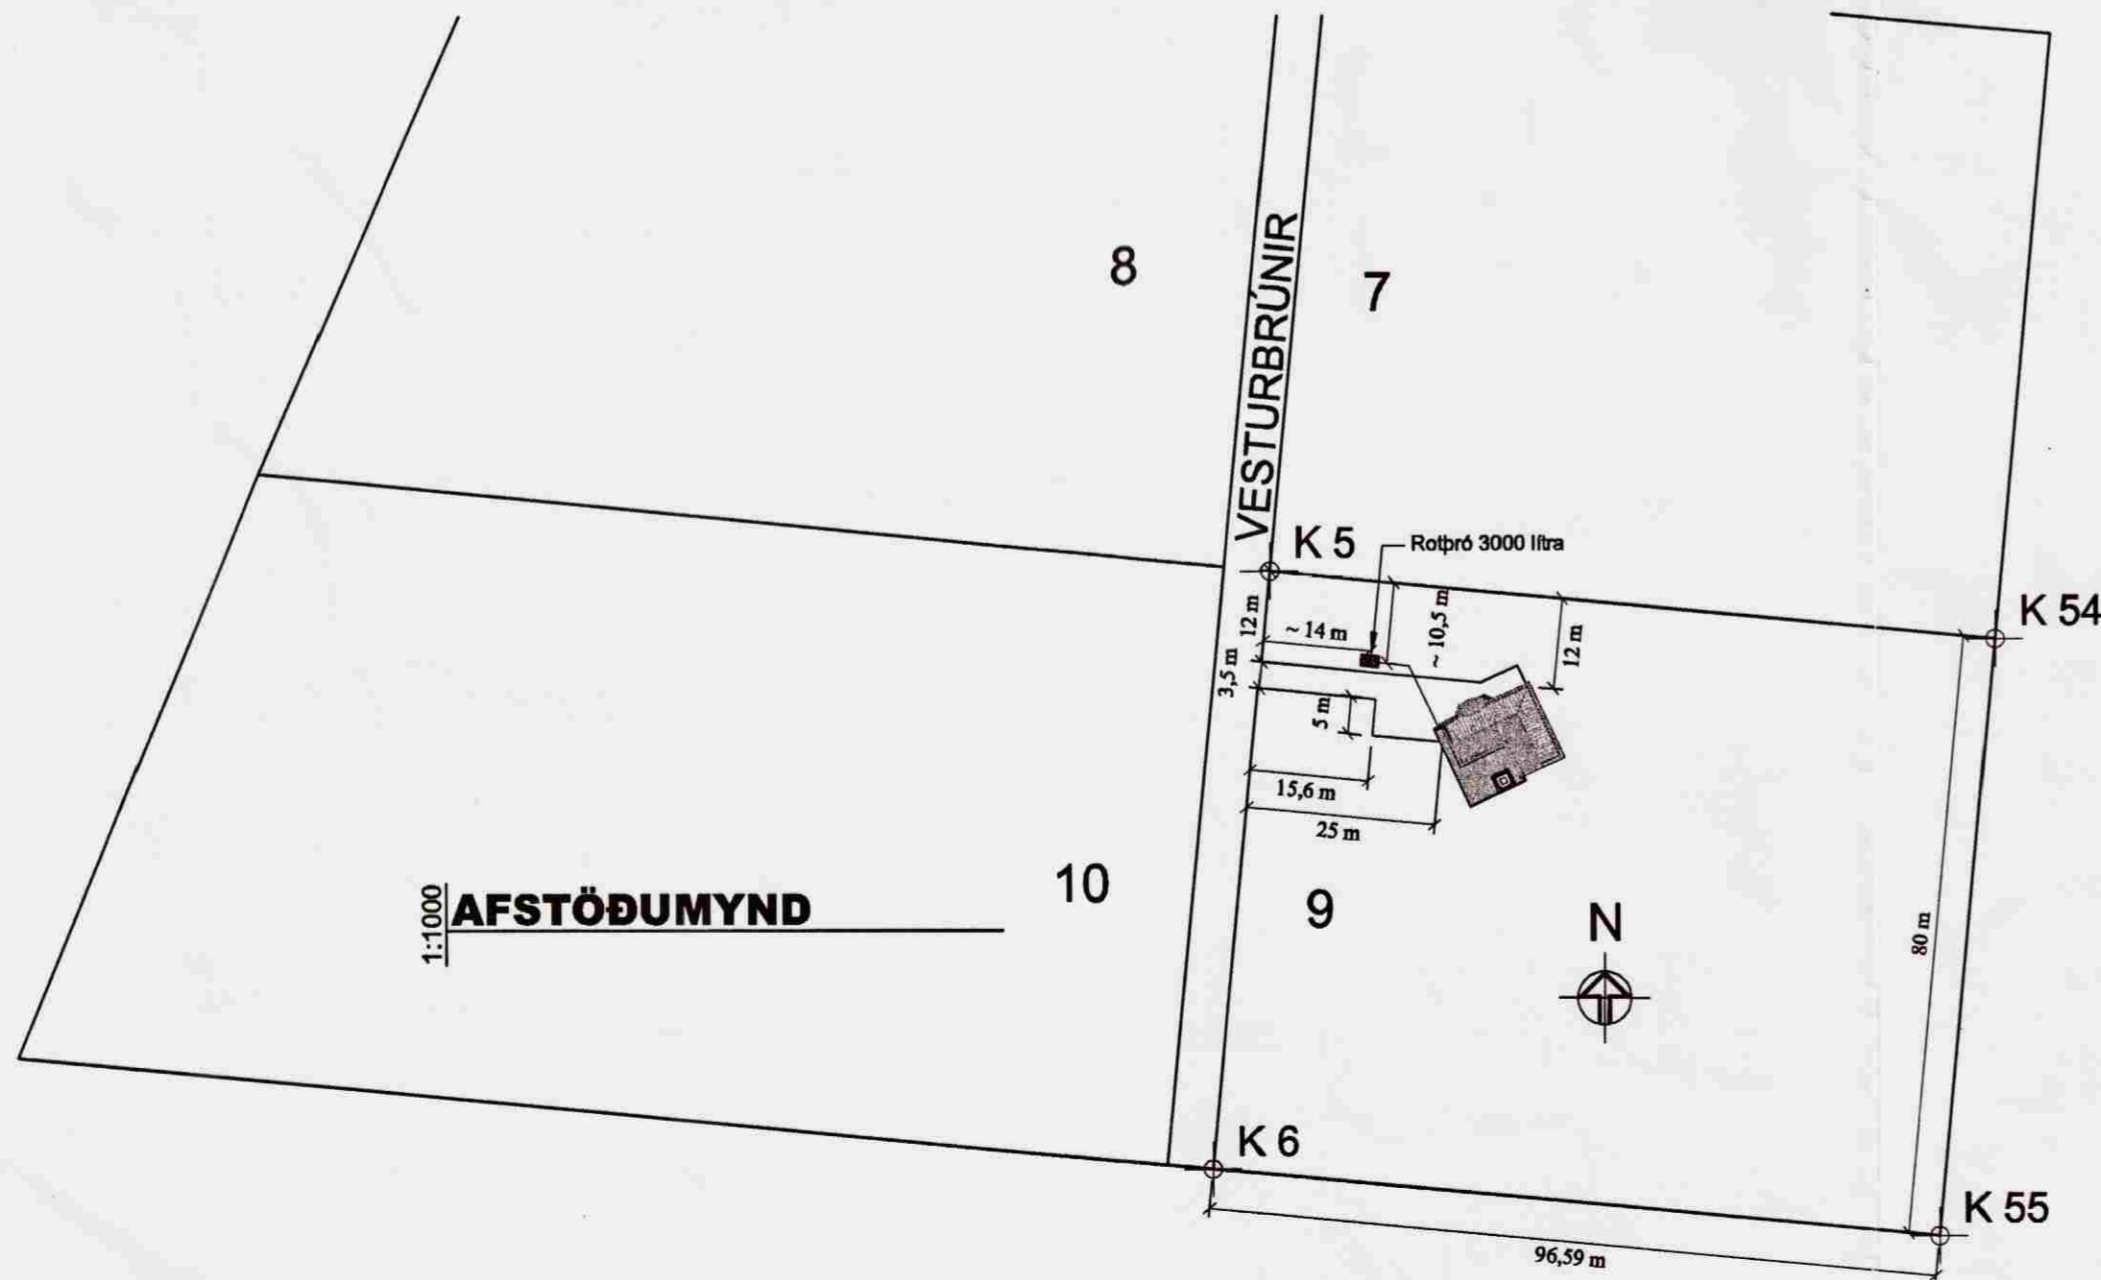 8
7
VESTURBRÚNIR
K 5
Rotþró 3000 lítra
K 54
12 m
~ 14 m
~ 10,5 m
12 m
3,5 m
5 m
15,6 m
25 m
10
9
1:1000
AFSTÖÐUMYND
N
80 m
K 6
K 55
96,59 m